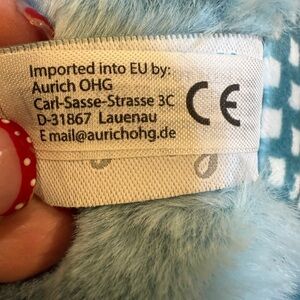 Imported into EU by:
Aurich OHG
Carl-Sasse-Strasse 3C
D-31867 Lauenau
E mail@aurichohg.de
CE